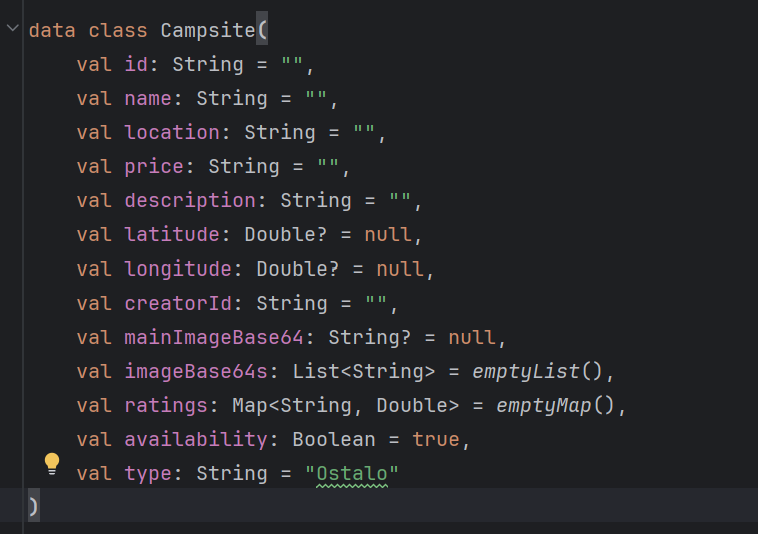 data class Campsite(
    val id: String = "",
    val name: String = "",
    val location: String = "",
    val price: String = "",
    val description: String = "",
    val latitude: Double? = null,
    val longitude: Double? = null,
    val creatorId: String = "",
    val mainImageBase64: String? = null,
    val imageBase64s: List<String> = emptyList(),
    val ratings: Map<String, Double> = emptyMap(),
    val availability: Boolean = true,
    val type: String = "Ostalo"
)